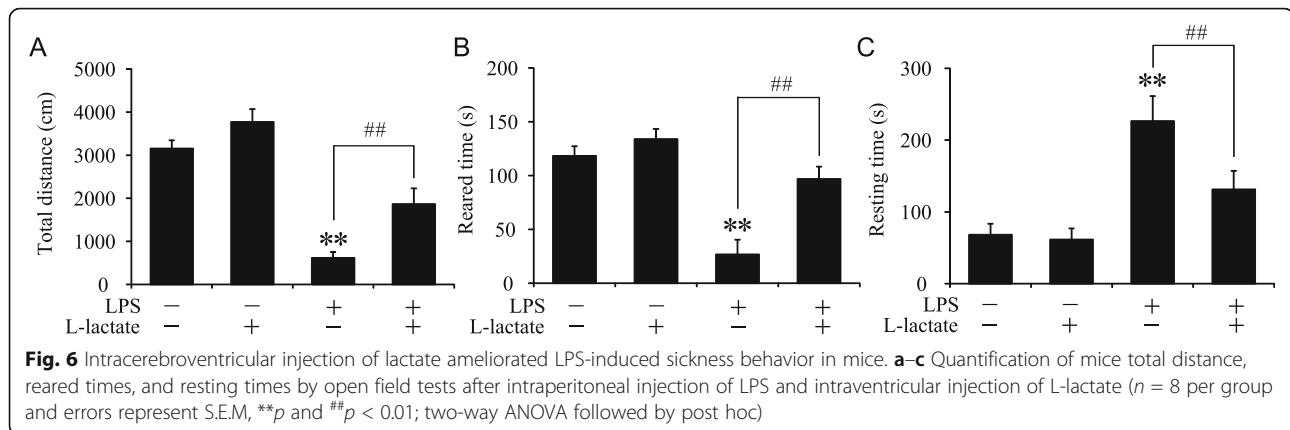 A
B
C
Total distance (cm)
5000
4000
3000
2000
1000
0
**
##
LPS − − + +
L-lactate − + − +
Reared time (s)
200
150
100
50
0
**
##
− − + +
− + − +
Resting time (s)
300
200
100
0
**
##
− − + +
− + − +
Fig. 6 Intracerebroventricular injection of lactate ameliorated LPS-induced sickness behavior in mice. a–c Quantification of mice total distance,
reared times, and resting times by open field tests after intraperitoneal injection of LPS and intraventricular injection of L-lactate (n = 8 per group
and errors represent S.E.M, **p and ##p < 0.01; two-way ANOVA followed by post hoc)